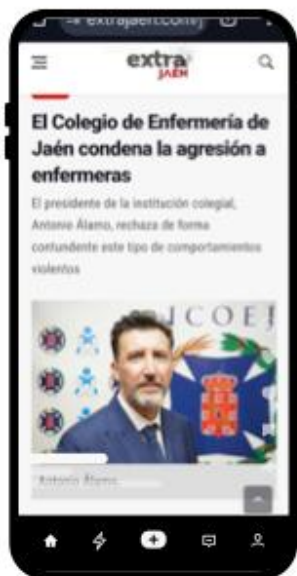 extrajaen.com/j
extra
JAÉN
El Colegio de Enfermería de
Jaén condena la agresión a
enfermeras
El presidente de la institución colegial,
Antonio Álamo, rechaza de forma
contundente este tipo de comportamientos
violentos
ICOEJ
Antonio Álamo.